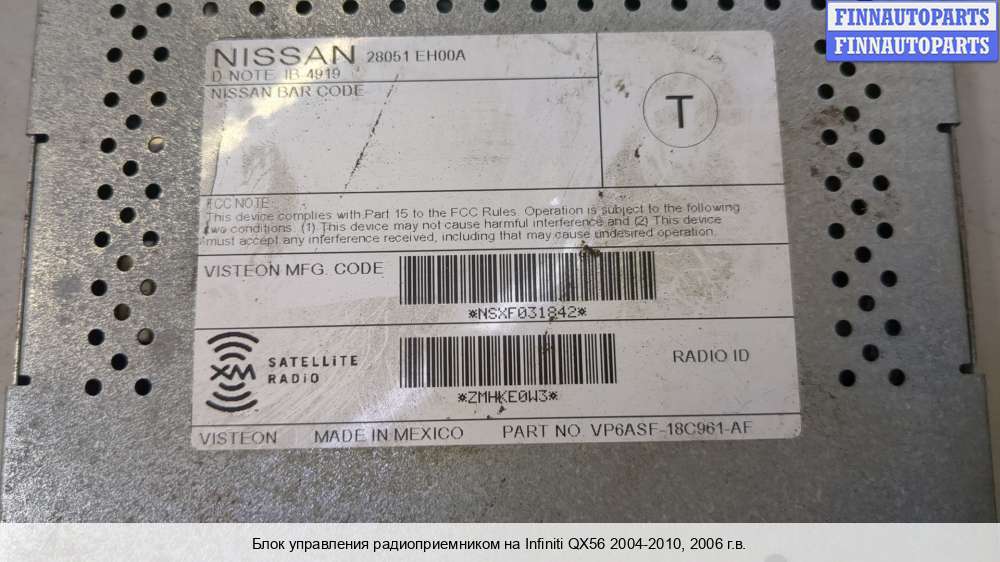 FINNAUTOPARTS
FINNAUTOPARTS
NISSAN 28051 EH00A
D-NOTE IB-4919
NISSAN BAR CODE
T
FCC NOTE:
This device complies with Part 15 to the FCC Rules. Operation is subject to the following
two conditions: (1) This device may not cause harmful interference and (2) This device
must accept any interference received, including that may cause undesired operation.
VISTEON MFG. CODE
*NSXF031842*
XM SATELLITE
RADIO
RADIO ID
*ZMHKE0W3*
VISTEON MADE IN MEXICO PART NO VP6ASF-18C961-AF
Блок управления радиоприемником на Infiniti QX56 2004-2010, 2006 г.в.